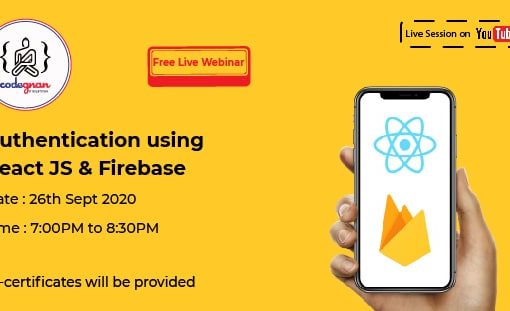 Live Session on YouTub
Free Live Webinar
codegnan
uthentication using
eact JS & Firebase
ate : 26th Sept 2020
me : 7:00PM to 8:30PM
-certificates will be provided